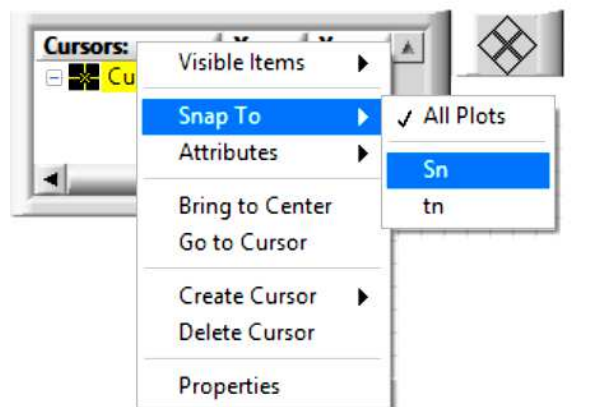 Cursors:
Cu
Visible Items
Snap To
All Plots
Attributes
Sn
tn
Bring to Center
Go to Cursor
Create Cursor
Delete Cursor
Properties